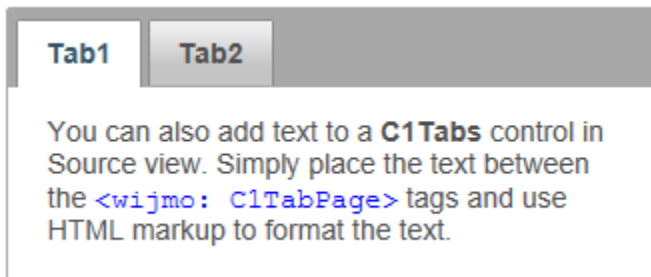 Tab1 Tab2
You can also add text to a C1Tabs control in
Source view. Simply place the text between
the <wijmo: C1TabPage> tags and use
HTML markup to format the text.